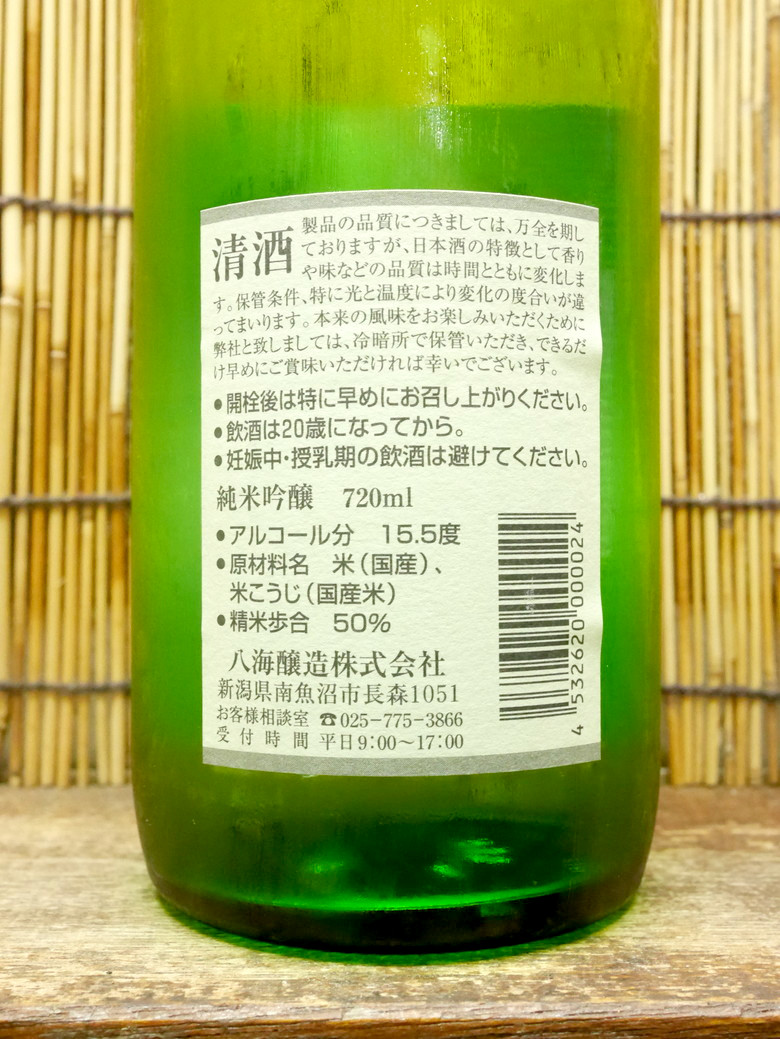 清酒
製品の品質につきましては、万全を期し
ておりますが、日本酒の特徴として香り
や味などの品質は時間とともに変化しま
す。保管条件、特に光と温度により変化の度合いが違
ってまいります。本来の風味をお楽しみいただくために
弊社と致しましては、冷暗所で保管いただき、できるだ
け早めにご賞味いただければ幸いでございます。
●開栓後は特に早めにお召し上がりください。
●飲酒は20歳になってから。
●妊娠中・授乳期の飲酒は避けてください。
純米吟醸 720ml
●アルコール分 15.5度
●原材料名 米(国産)、
米こうじ(国産米)
●精米歩合 50%
八海醸造株式会社
新潟県南魚沼市長森1051
お客様相談室 ☎025-775-3866
受付時間 平日9:00〜17:00
4 532620 000024